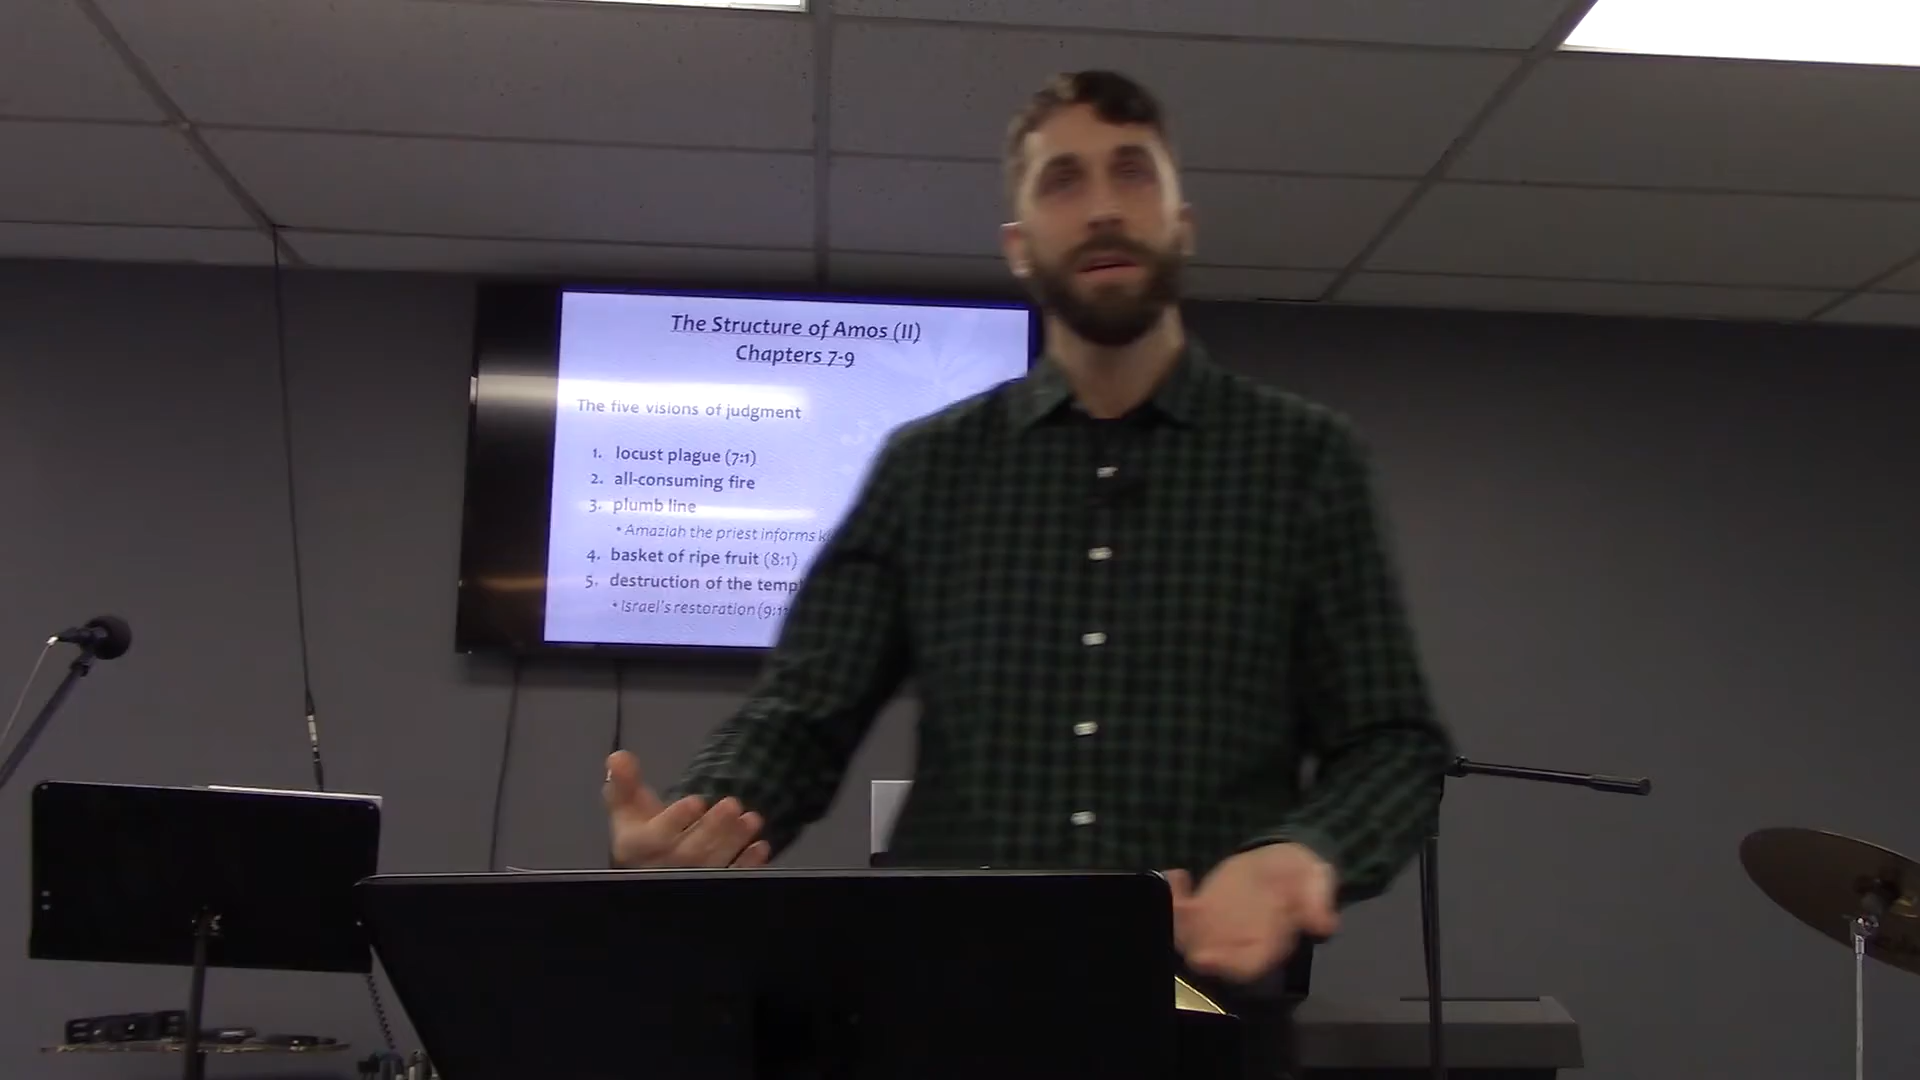 The Structure of Amos (II)
Chapters 7-9
The five visions of judgment
1. locust plague (7:1)
2. all-consuming fire
3. plumb line
• Amaziah the priest informs
4. basket of ripe fruit (8:1)
5. destruction of the
• Israel's restoration